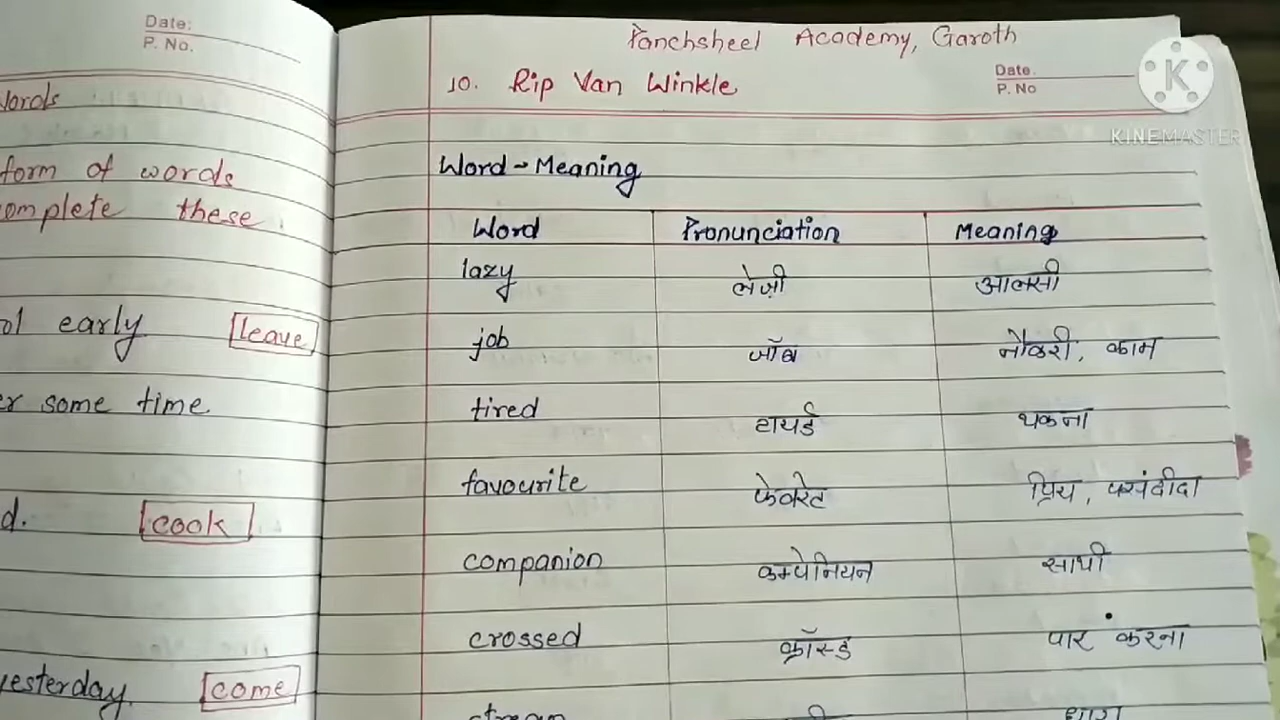 Date:
P. No.
Words
form of words
complete these.
ol early leave
er some time.
d. cook
yesterday. come
Panchsheel Academy, Garoth
10. Rip Van Winkle
Date.
P. No
K
KINEMASTER
Word - Meaning
Word Pronunciation Meaning
lazy लेज़ी आलसी
job जॉब नौकरी, काम
tired टायर्ड थकना
favourite फेवरेट प्रिय, पसंदीदा
companion कम्पेनियन साथी
crossed क्रॉस्ड पार करना
stream धारा